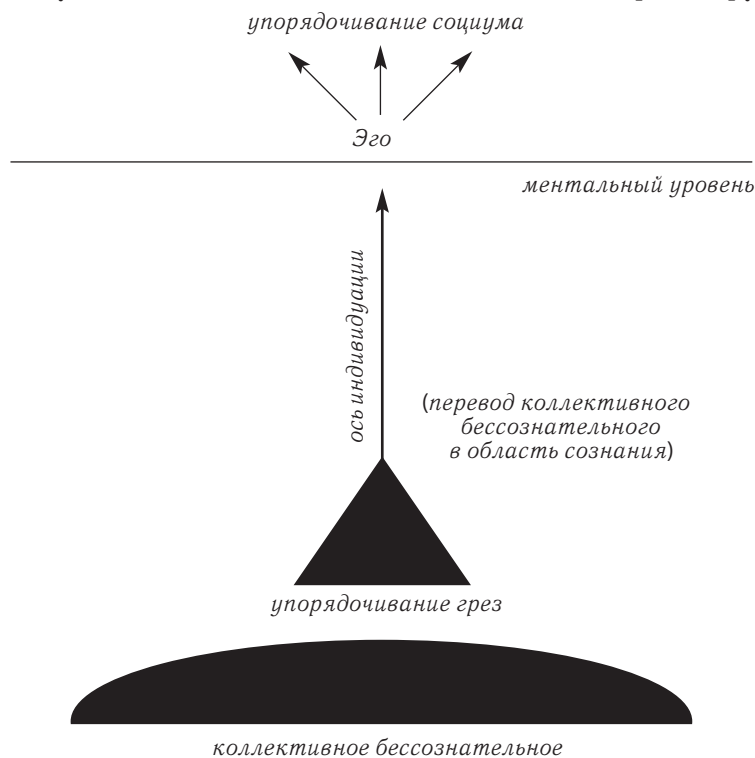 упорядочивание социума
Эго
ментальный уровень
ось индивидуации
(перевод коллективного
бессознательного
в область сознания)
упорядочивание грез
коллективное бессознательное